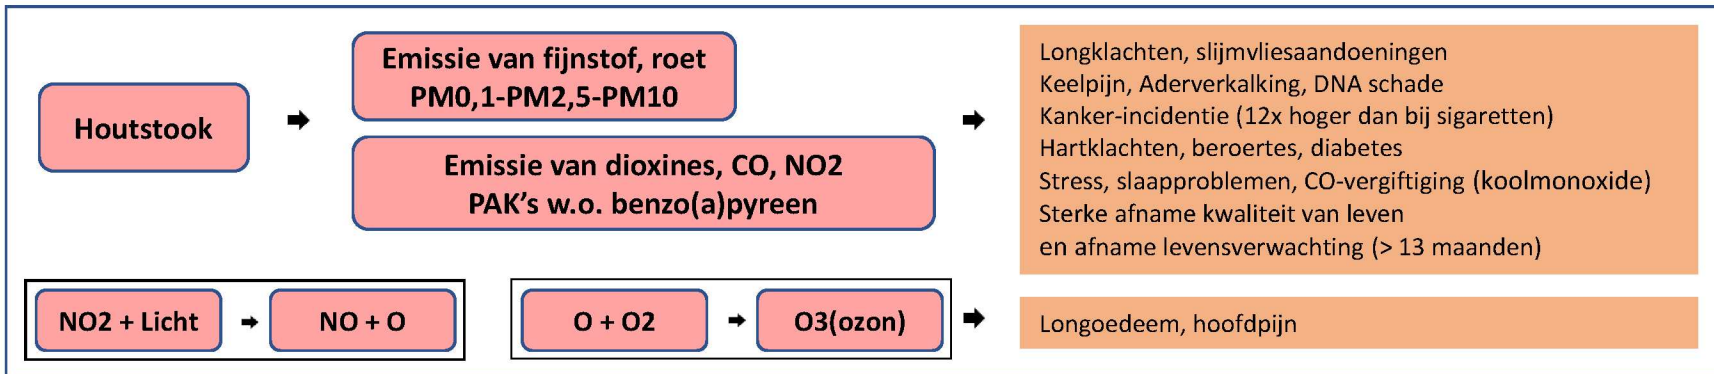 Houtstook
Emissie van fijnstof, roet
PM0,1-PM2,5-PM10
Emissie van dioxines, CO, NO2
PAK’s w.o. benzo(a)pyreen
Longklachten, slijmvliesaandoeningen
Keelpijn, Aderverkalking, DNA schade
Kanker-incidentie (12x hoger dan bij sigaretten)
Hartklachten, beroertes, diabetes
Stress, slaapproblemen, CO-vergiftiging (koolmonoxide)
Sterke afname kwaliteit van leven
en afname levensverwachting (> 13 maanden)
NO2 + Licht
NO + O
O + O2
O3(ozon)
Longoedeem, hoofdpijn